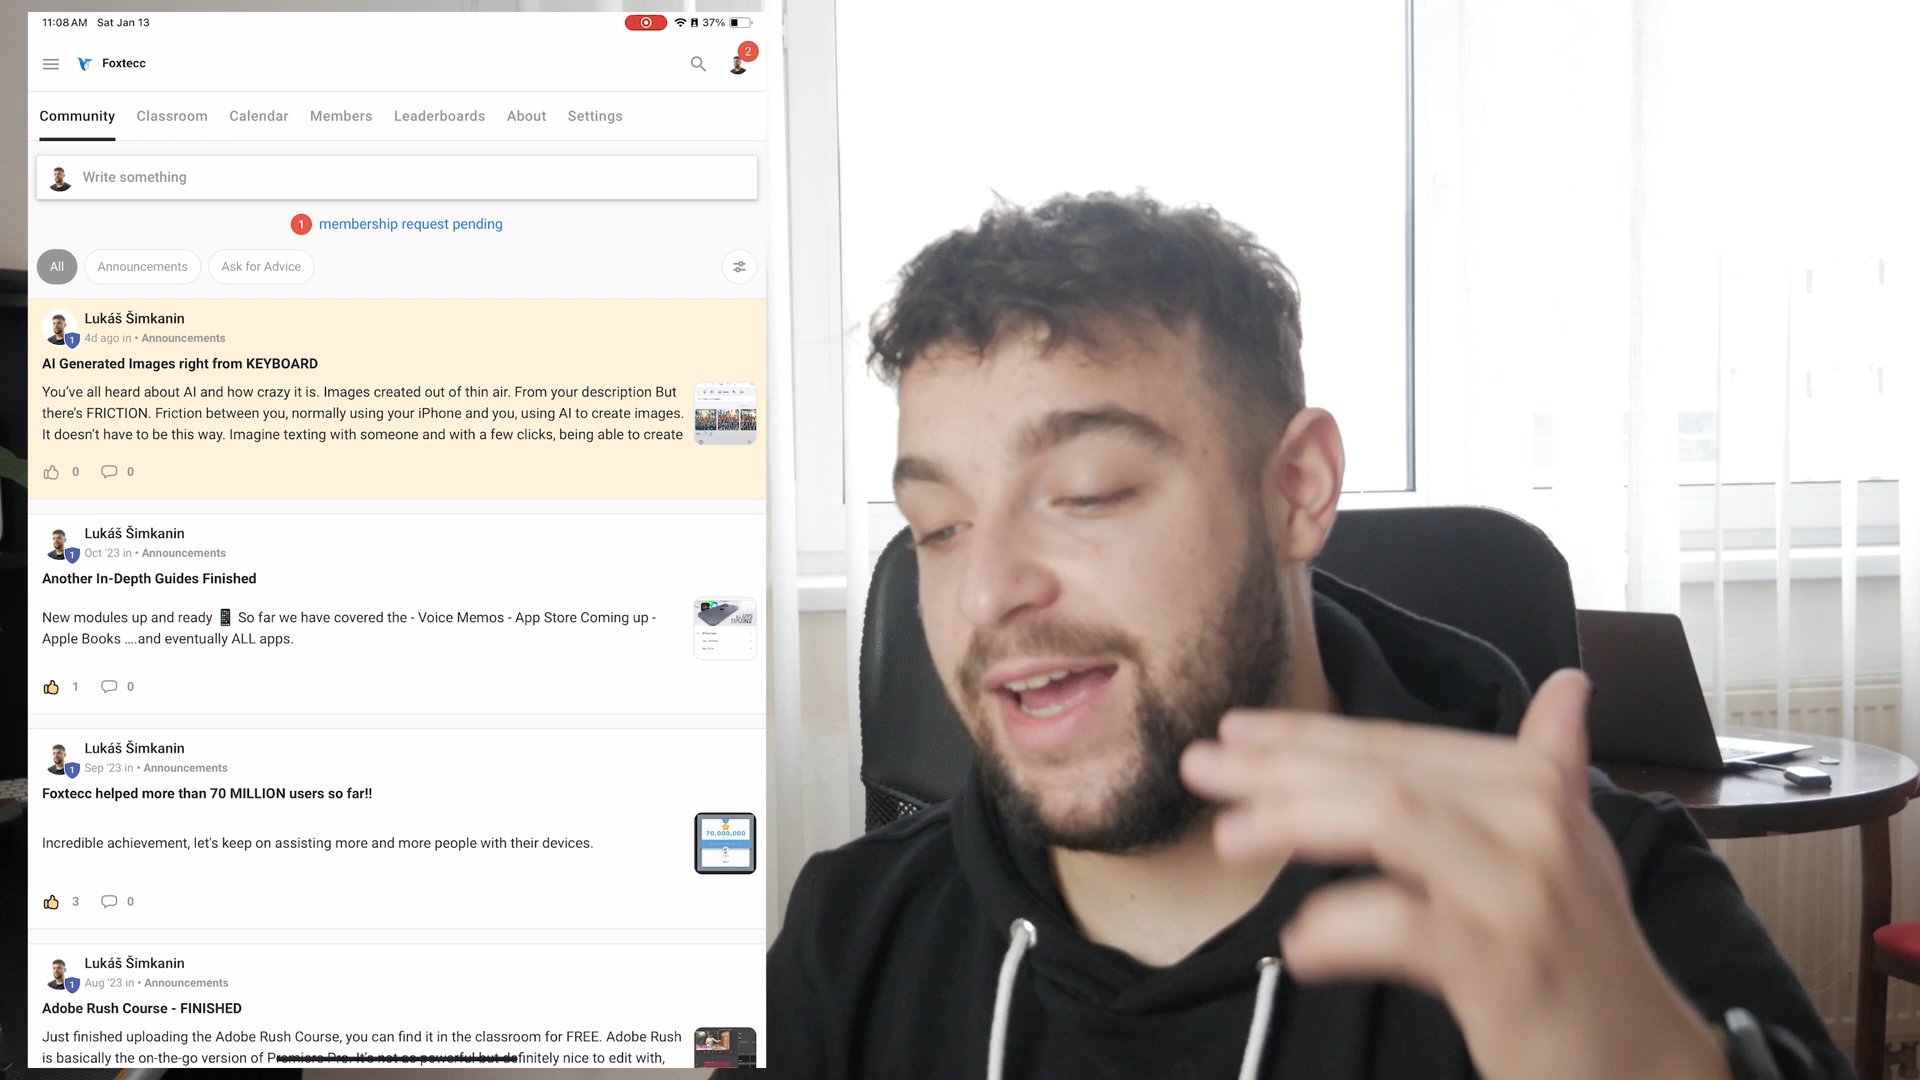 11:08 AM Sat Jan 13
37%
Foxtecc
2
Community Classroom Calendar Members Leaderboards About Settings
Write something
1 membership request pending
All Announcements Ask for Advice
Lukáš Šimkanin
1 4d ago in • Announcements
AI Generated Images right from KEYBOARD
You've all heard about AI and how crazy it is. Images created out of thin air. From your description But
there's FRICTION. Friction between you, normally using your iPhone and you, using AI to create images.
It doesn't have to be this way. Imagine texting with someone and with a few clicks, being able to create
0 0
Lukáš Šimkanin
1 Oct '23 in • Announcements
Another In-Depth Guides Finished
New modules up and ready 📱 So far we have covered the - Voice Memos - App Store Coming up -
Apple Books ....and eventually ALL apps.
1 0
Lukáš Šimkanin
1 Sep '23 in • Announcements
Foxtecc helped more than 70 MILLION users so far!!
Incredible achievement, let's keep on assisting more and more people with their devices.
70,000,000
3 0
Lukáš Šimkanin
1 Aug '23 in • Announcements
Adobe Rush Course - FINISHED
Just finished uploading the Adobe Rush Course, you can find it in the classroom for FREE. Adobe Rush
is basically the on-the-go version of Premiere Pro. It's not as powerful but definitely nice to edit with,